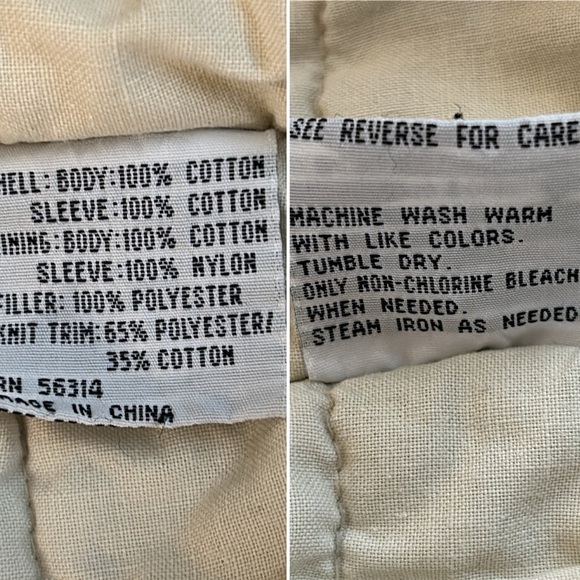 HELL: BODY:100% COTTON
SLEEVE:100% COTTON
INING: BODY:100% COTTON
SLEEVE:100% NYLON
FILLER: 100% POLYESTER
KNIT TRIM: 65% POLYESTER/
35% COTTON
RN 56314
MADE IN CHINA
SEE REVERSE FOR CARE
MACHINE WASH WARM
WITH LIKE COLORS.
TUMBLE DRY.
ONLY NON-CHLORINE BLEACH
WHEN NEEDED.
STEAM IRON AS NEEDED